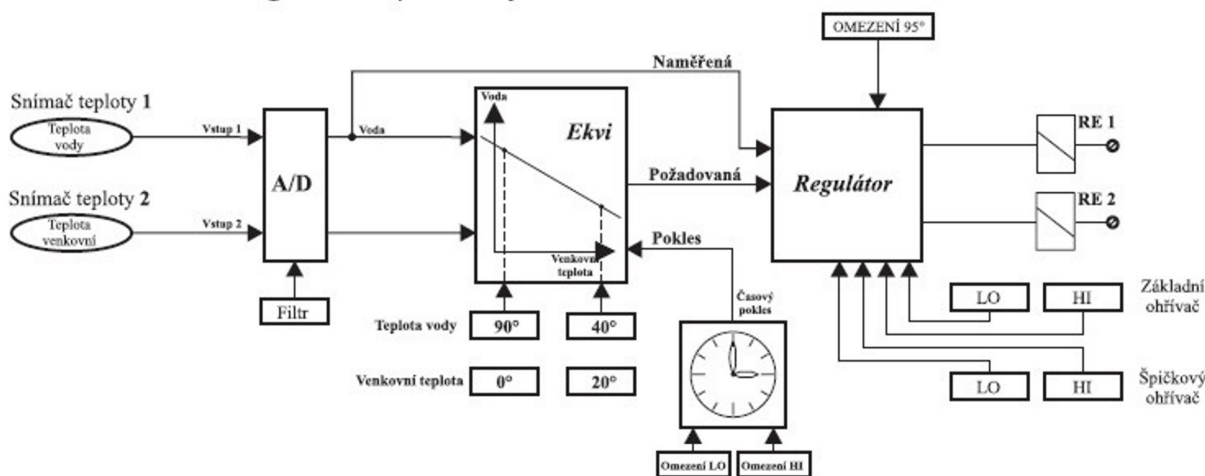 OMEZENÍ 95°
Naměřená
Snímač teploty 1
Teplota
vody
Vstup 1
A/D
Voda
Voda
Ekvi
Požadovaná
Regulátor
RE 1
RE 2
Snímač teploty 2
Teplota
venkovní
Vstup 2
Venkovní
teplota
Pokles
Filtr
Teplota vody
90°
40°
Časový
pokles
LO
HI
Základní
ohřívač
Venkovní teplota
0°
20°
LO
HI
Špičkový
ohřívač
Omezení LO
Omezení HI